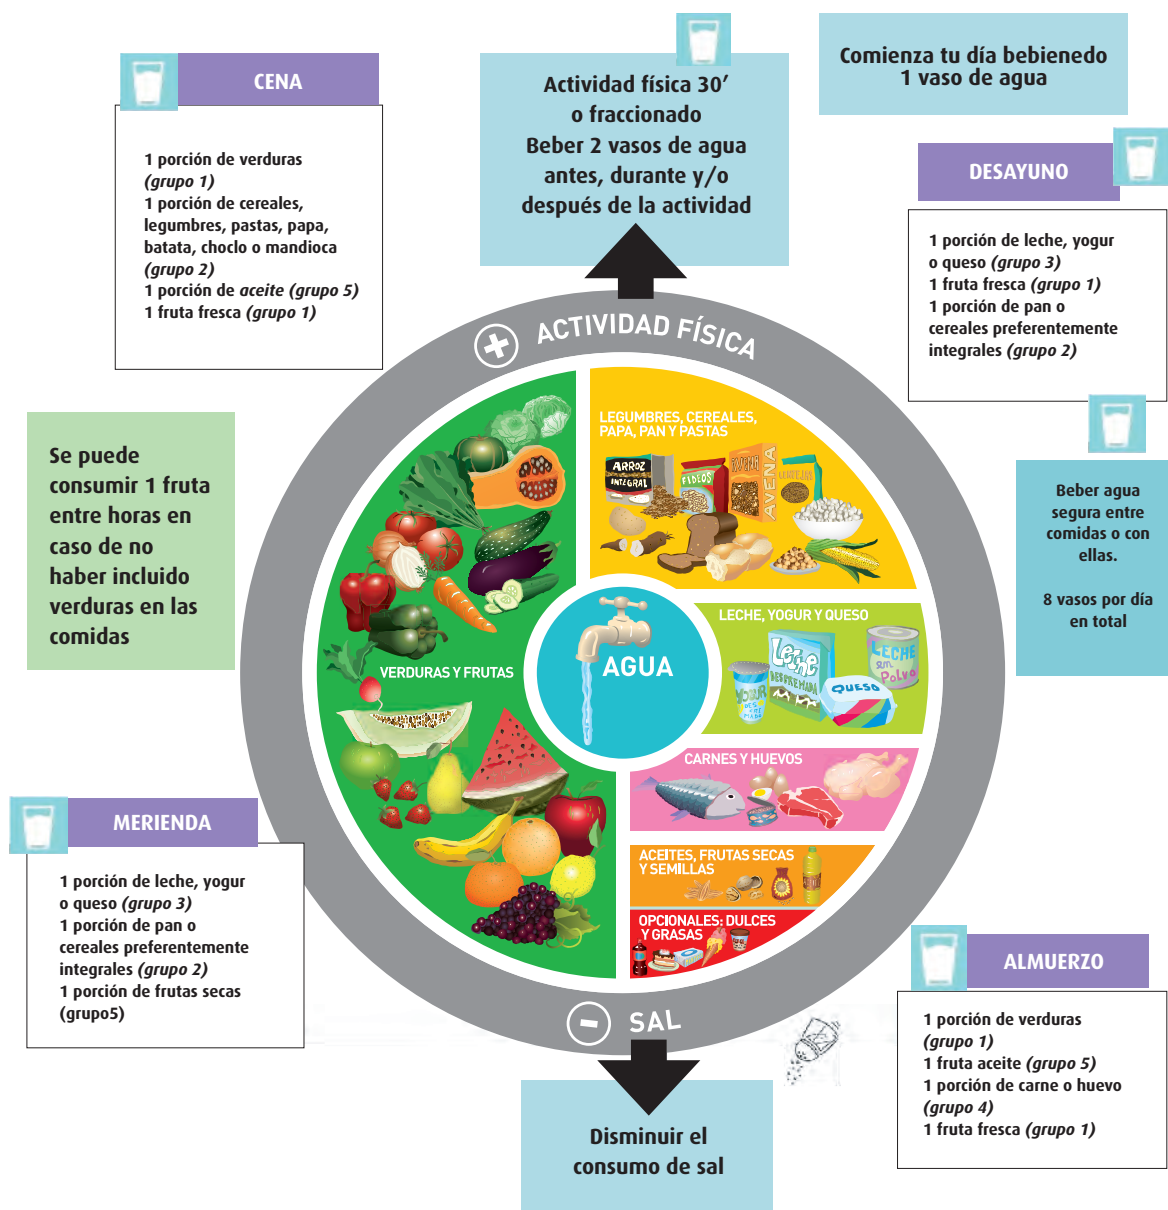 Comienza tu día bebienedo
1 vaso de agua
DESAYUNO
1 porción de leche, yogur
o queso (grupo 3)
1 fruta fresca (grupo 1)
1 porción de pan o
cereales preferentemente
integrales (grupo 2)
Beber agua
segura entre
comidas o con
ellas.
8 vasos por día
en total
ALMUERZO
1 porción de verduras
(grupo 1)
1 fruta aceite (grupo 5)
1 porción de carne o huevo
(grupo 4)
1 fruta fresca (grupo 1)
Disminuir el
consumo de sal
MERIENDA
1 porción de leche, yogur
o queso (grupo 3)
1 porción de pan o
cereales preferentemente
integrales (grupo 2)
1 porción de frutas secas
(grupo5)
Se puede
consumir 1 fruta
entre horas en
caso de no
haber incluido
verduras en las
comidas
CENA
1 porción de verduras
(grupo 1)
1 porción de cereales,
legumbres, pastas, papa,
batata, choclo o mandioca
(grupo 2)
1 porción de aceite (grupo 5)
1 fruta fresca (grupo 1)
Actividad física 30’
o fraccionado
Beber 2 vasos de agua
antes, durante y/o
después de la actividad
+ ACTIVIDAD FÍSICA
LEGUMBRES, CEREALES,
PAPA, PAN Y PASTAS
ARROZ
INTEGRAL
FIDEOS
AVENA
LENTEJAS
VERDURAS Y FRUTAS
AGUA
LECHE, YOGUR Y QUESO
Leche
DESCREMADA
YOGUR
DES
CRE
MADO
QUESO
LECHE
en
Polvo
CARNES Y HUEVOS
ACEITES, FRUTAS SECAS
Y SEMILLAS
OPCIONALES: DULCES
Y GRASAS
- SAL